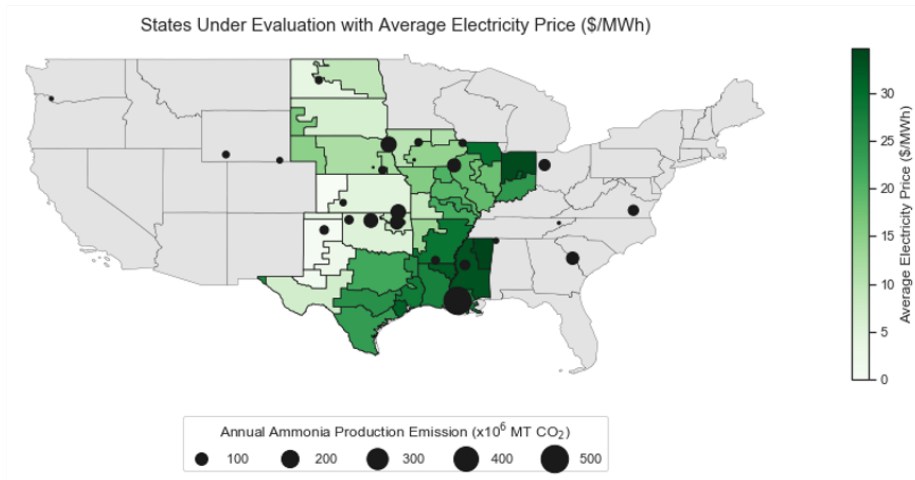 States Under Evaluation with Average Electricity Price ($/MWh)
30
25
20
15
10
5
0
Average Electricity Price ($/MWh)
Annual Ammonia Production Emission (x10⁶ MT CO₂)
100 200 300 400 500